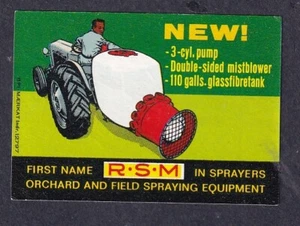 NEW!
- 3-cyl. pump
- Double-sided mistblower
- 110 galls. glassfibretank
FIRST NAME R·S·M IN SPRAYERS
ORCHARD AND FIELD SPRAYING EQUIPMENT